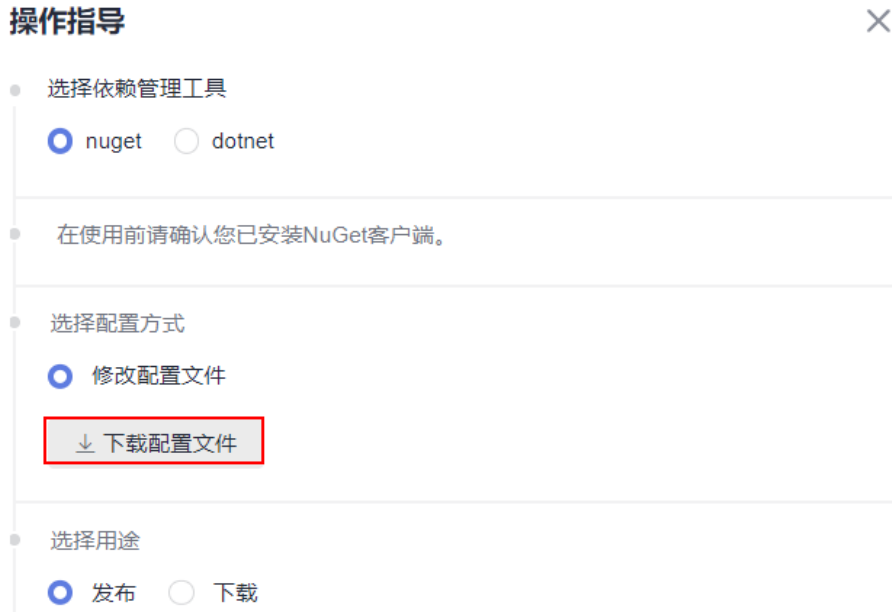 操作指导
选择依赖管理工具
nuget dotnet
在使用前请确认您已安装NuGet客户端。
选择配置方式
修改配置文件
下载配置文件
选择用途
发布 下载